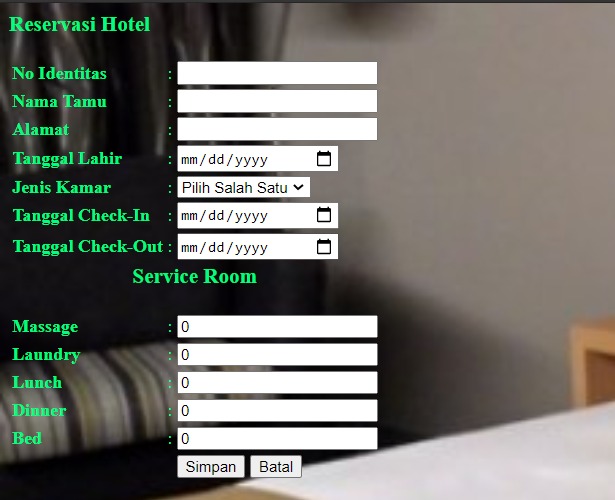 Reservasi Hotel
No Identitas :
Nama Tamu :
Alamat :
Tanggal Lahir : mm/dd/yyyy
Jenis Kamar : Pilih Salah Satu
Tanggal Check-In : mm/dd/yyyy
Tanggal Check-Out : mm/dd/yyyy
Service Room
Massage : 0
Laundry : 0
Lunch : 0
Dinner : 0
Bed : 0
Simpan Batal